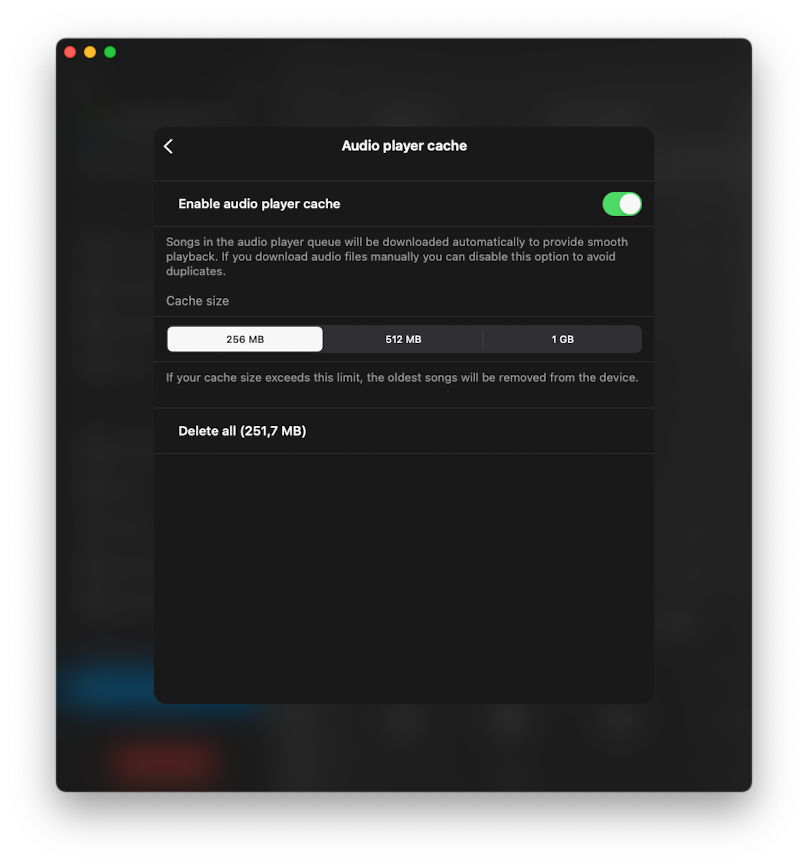 Audio player cache
Enable audio player cache
Songs in the audio player queue will be downloaded automatically to provide smooth
playback. If you download audio files manually you can disable this option to avoid
duplicates.
Cache size
256 MB 512 MB 1 GB
If your cache size exceeds this limit, the oldest songs will be removed from the device.
Delete all (251,7 MB)